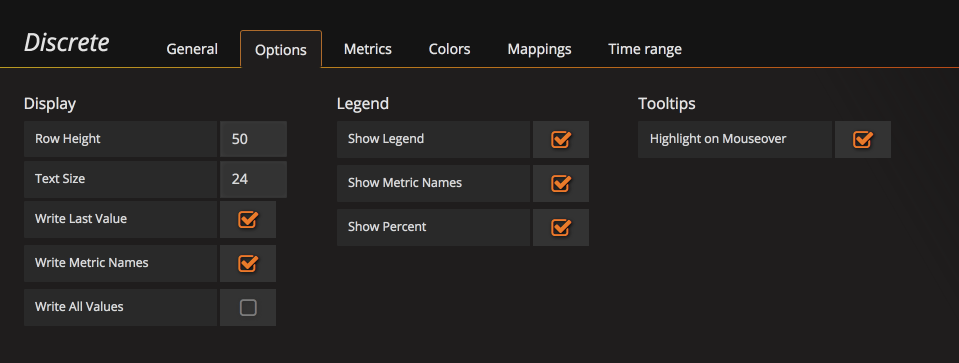 Discrete General Options Metrics Colors Mappings Time range
Display
Row Height 50
Text Size 24
Write Last Value
Write Metric Names
Write All Values
Legend
Show Legend
Show Metric Names
Show Percent
Tooltips
Highlight on Mouseover